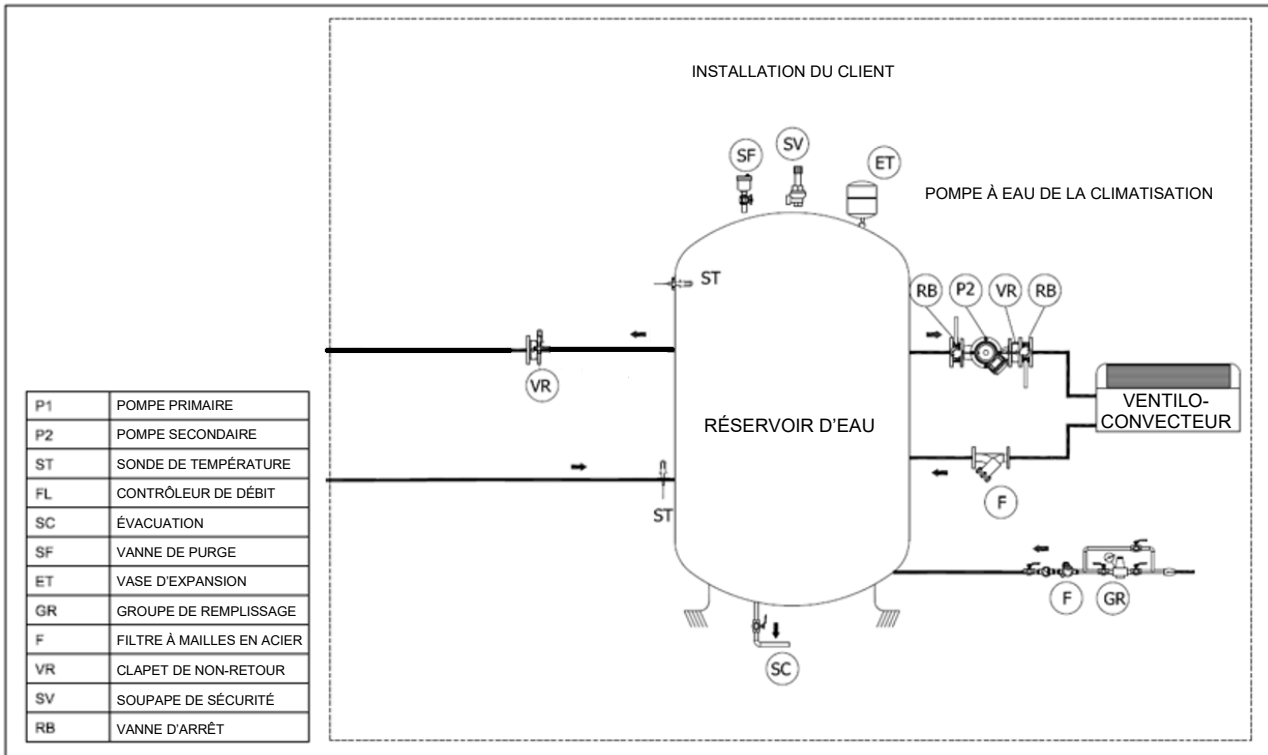 INSTALLATION DU CLIENT
SF
SV
ET
POMPE À EAU DE LA CLIMATISATION
ST
RB
P2
VR
RB
VR
RÉSERVOIR D’EAU
VENTILO-
CONVECTEUR
F
ST
F
GR
SC
P1 POMPE PRIMAIRE
P2 POMPE SECONDAIRE
ST SONDE DE TEMPÉRATURE
FL CONTRÔLEUR DE DÉBIT
SC ÉVACUATION
SF VANNE DE PURGE
ET VASE D'EXPANSION
GR GROUPE DE REMPLISSAGE
F FILTRE À MAILLES EN ACIER
VR CLAPET DE NON-RETOUR
SV SOUPAPE DE SÉCURITÉ
RB VANNE D'ARRÊT